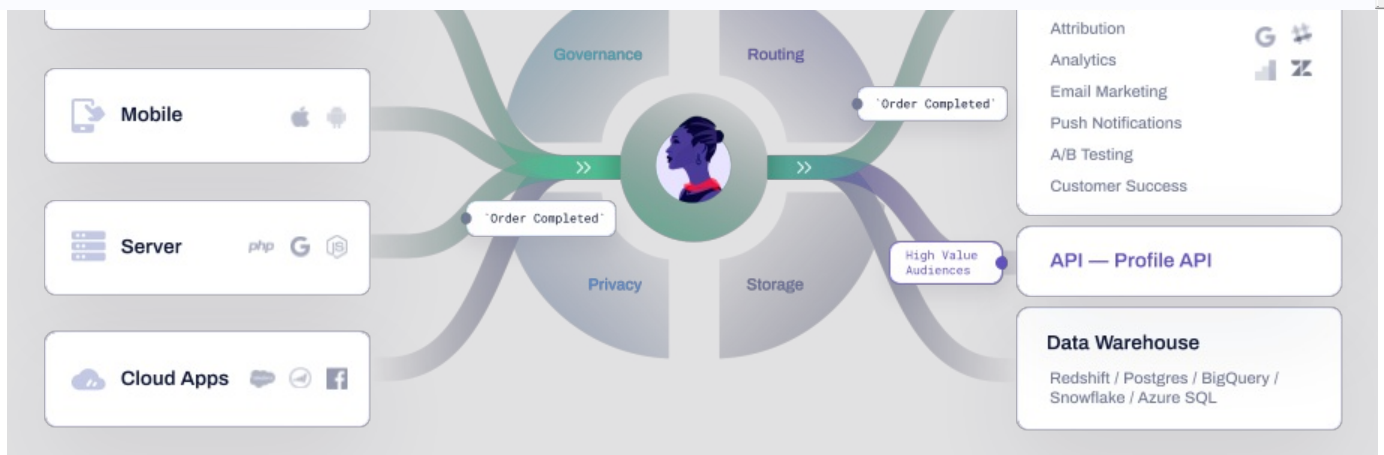 Mobile
Server
php
JS
Cloud Apps
Governance
Routing
`Order Completed`
`Order Completed`
Privacy
Storage
High Value
Audiences
Attribution
Analytics
Email Marketing
Push Notifications
A/B Testing
Customer Success
API — Profile API
Data Warehouse
Redshift / Postgres / BigQuery /
Snowflake / Azure SQL